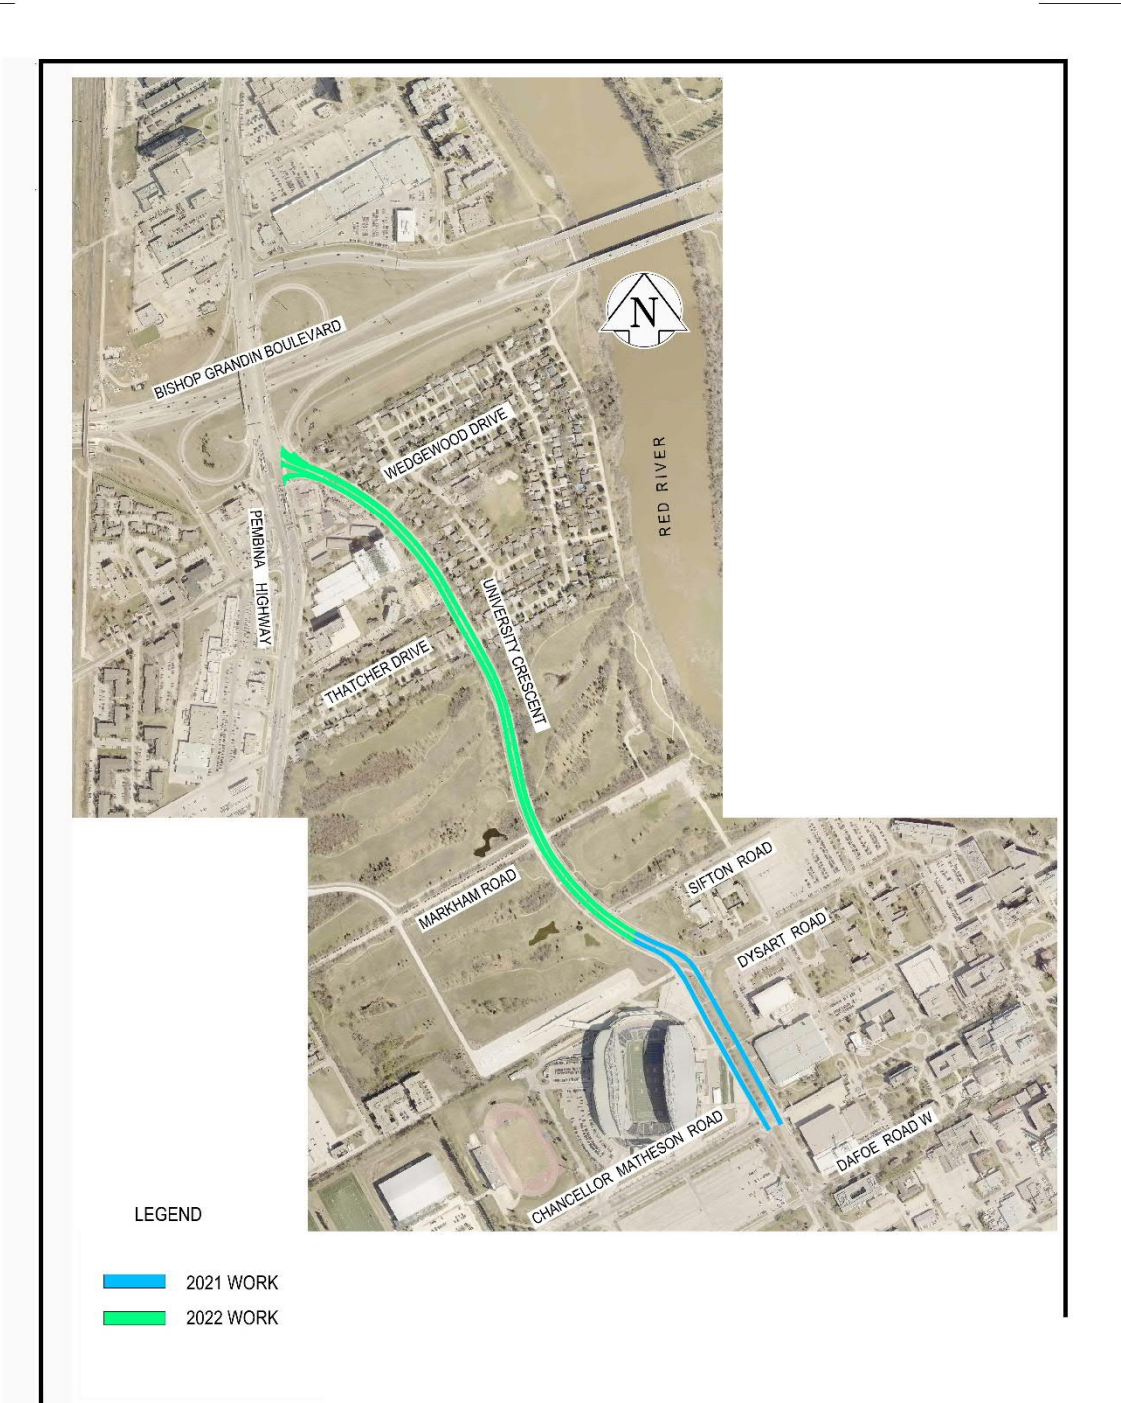 N
BISHOP GRANDIN BOULEVARD
WEDGEWOOD DRIVE
RED RIVER
PEMBINA HIGHWAY
UNIVERSITY CRESCENT
THATCHER DRIVE
SIFTON ROAD
MARKHAM ROAD
DYSART ROAD
CHANCELLOR MATHESON ROAD
DAFOE ROAD W
LEGEND
2021 WORK
2022 WORK